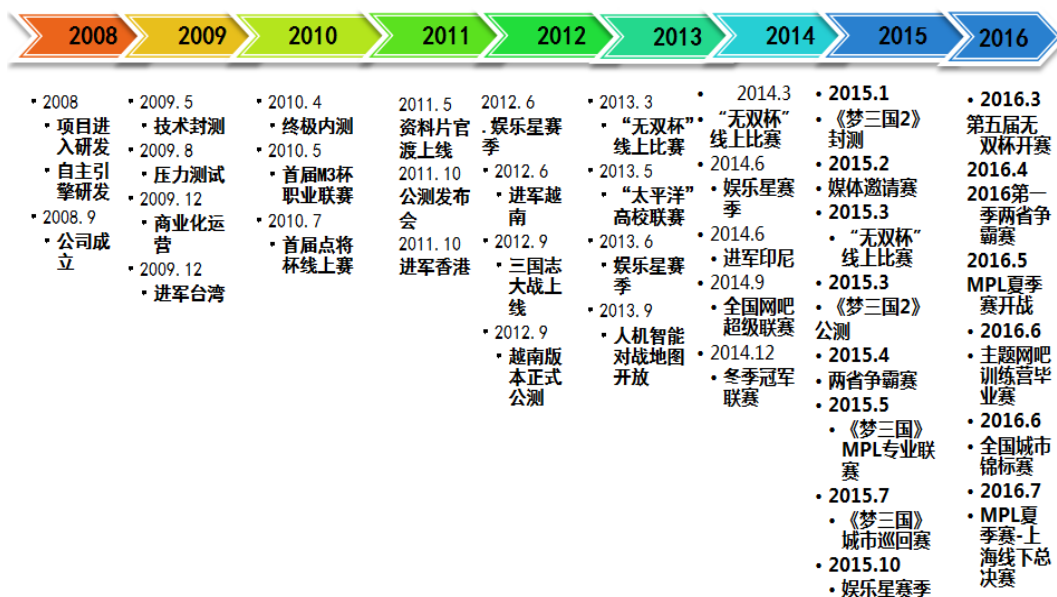 2008
2009
2010
2011
2012
2013
2014
2015
2016
• 2008
• 项目进
入研发
• 自主引
擎研发
• 2008.9
• 公司成
立
• 2009.5
• 技术封测
• 2009.8
• 压力测试
• 2009.12
• 商业化运
营
• 2009.12
• 进军台湾
• 2010.4
• 终极内测
• 2010.5
• 首届M3杯
职业联赛
• 2010.7
• 首届点将
杯线上赛
2011.5
资料片官
渡上线
2011.10
公测发布
会
2011.10
进军香港
2012.6
.娱乐星赛
季
• 2012.6
• 进军越
南
• 2012.9
• 三国志
大战上
线
• 2012.9
• 越南版
本正式
公测
• 2013.3
• “无双杯”
线上比赛
• 2013.5
• “太平洋”
高校联赛
• 2013.6
• 娱乐星赛
季
• 2013.9
• 人机智能
对战地图
开放
• 2014.3
• “无双杯”
线上比赛
• 2014.6
• 娱乐星赛
季
• 2014.6
• 进军印尼
• 2014.9
• 全国网吧
超级联赛
• 2014.12
• 冬季冠军
联赛
• 2015.1
• 《梦三国2》
封测
• 2015.2
• 媒体邀请赛
• 2015.3
• “无双杯”
线上比赛
• 2015.3
• 《梦三国2》
公测
• 2015.4
• 两省争霸赛
• 2015.5
• 《梦三国》
MPL专业联
赛
• 2015.7
• 《梦三国》
城市巡回赛
• 2015.10
• 娱乐星赛季
• 2016.3
第五届无
双杯开赛
2016.4
2016第一
季两省争
霸赛
2016.5
MPL夏季
赛开战
• 2016.6
• 主题网吧
训练营毕
业赛
• 2016.6
• 全国城市
锦标赛
• 2016.7
• MPL夏
季赛-上
海线下总
决赛